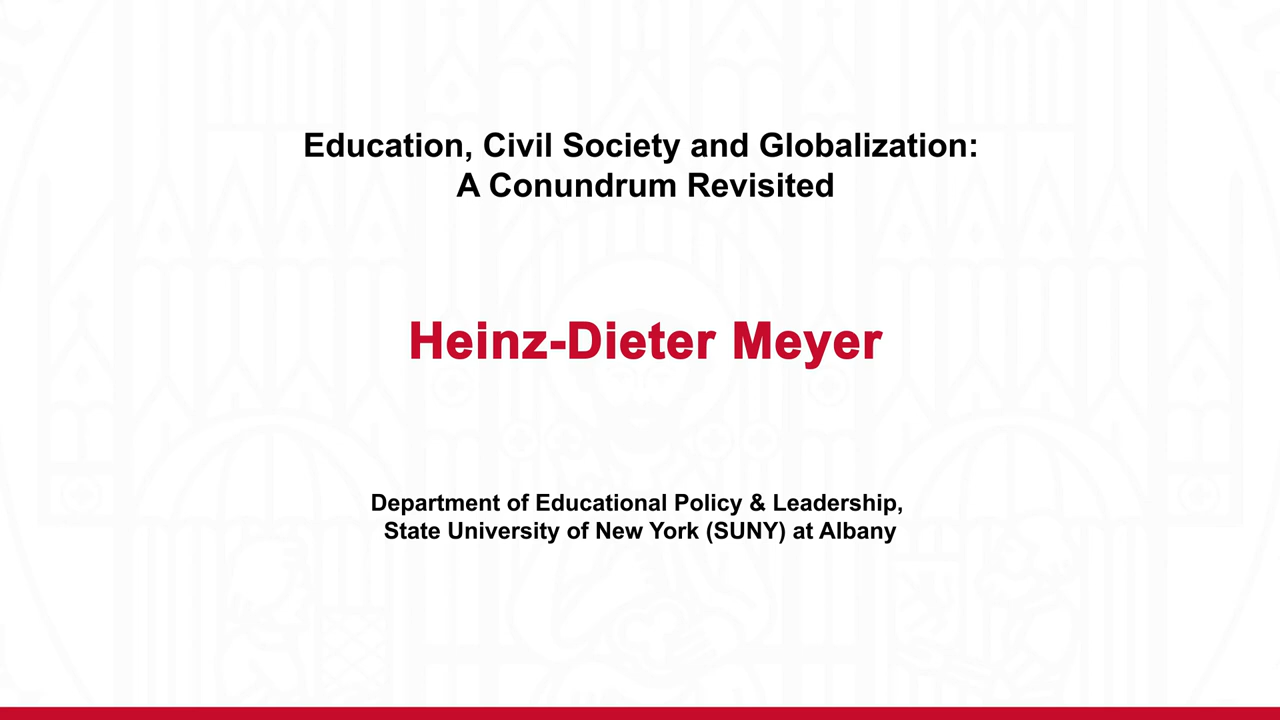 Education, Civil Society and Globalization:
A Conundrum Revisited
Heinz-Dieter Meyer
Department of Educational Policy & Leadership,
State University of New York (SUNY) at Albany